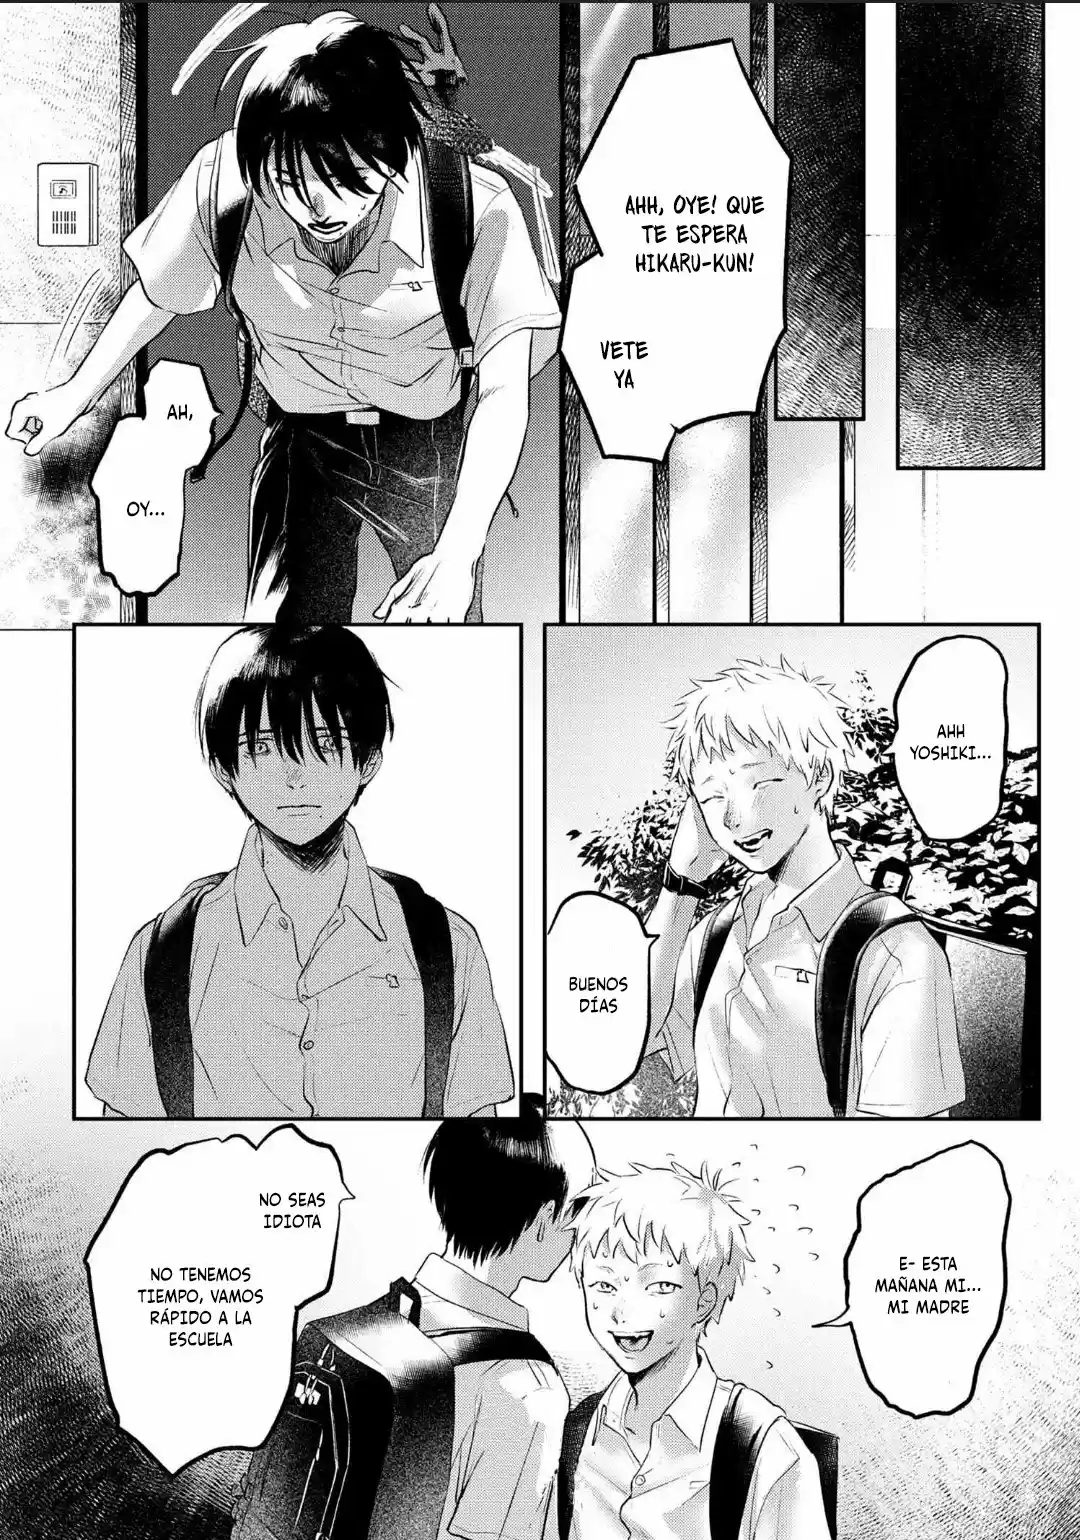 AHH, OYE! QUE
TE ESPERA
HIKARU-KUN!
VETE
YA
AH,
OY...
AHH
YOSHIKI...
BUENOS
DÍAS
E- ESTA
MAÑANA MI...
MI MADRE
NO SEAS
IDIOTA
NO TENEMOS
TIEMPO, VAMOS
RÁPIDO A LA
ESCUELA